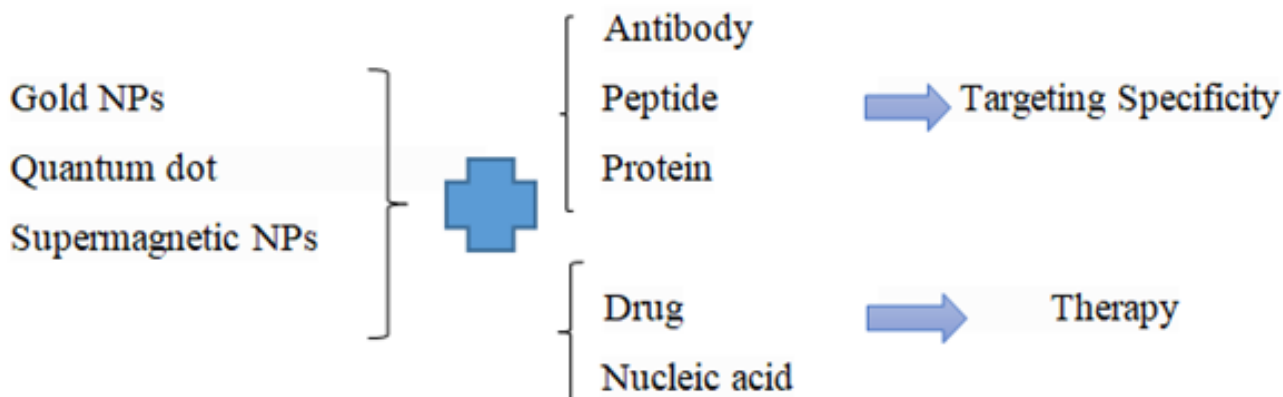 Gold NPs
Quantum dot
Supermagnetic NPs
Antibody
Peptide
Protein
Targeting Specificity
Drug
Nucleic acid
Therapy